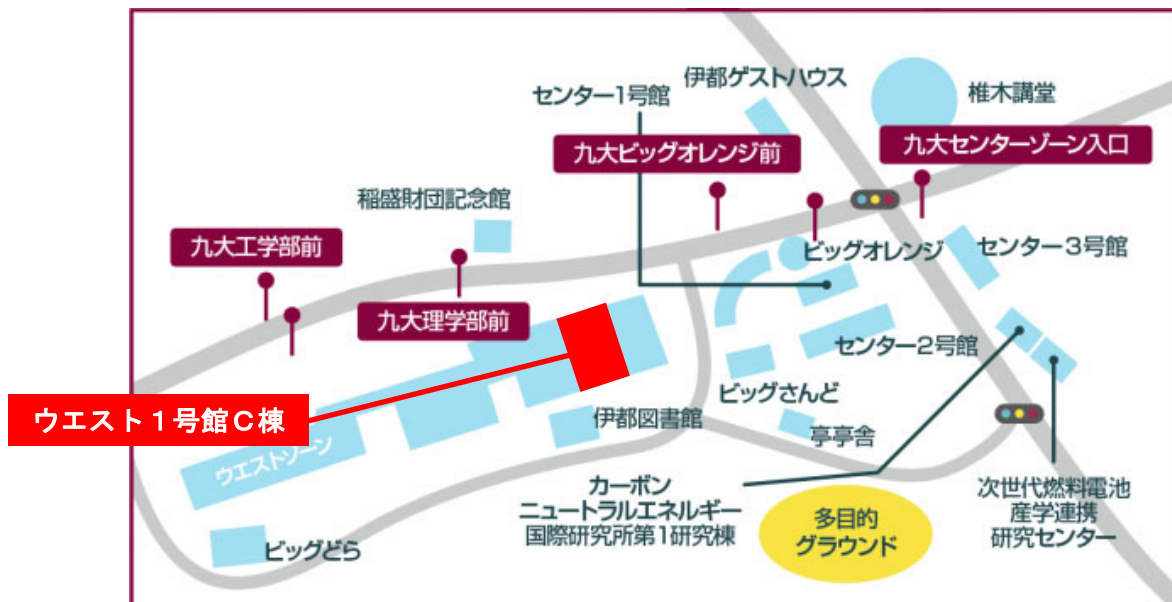 伊都ゲストハウス
センター1号館
椎木講堂
九大ビッグオレンジ前
九大センターゾーン入口
稲盛財団記念館
九大工学部前
ビッグオレンジ
センター3号館
九大理学部前
センター2号館
ビッグさんど
ウエスト１号館Ｃ棟
伊都図書館
亭亭舎
ウエストゾーン
カーボン
ニュートラルエネルギー
国際研究所第1研究棟
多目的
グラウンド
次世代燃料電池
産学連携
研究センター
ビッグどら